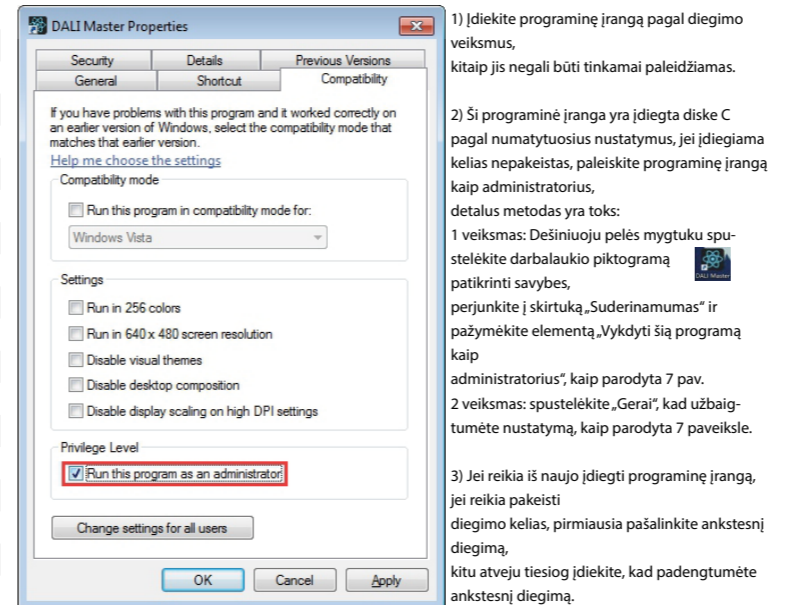 DALI Master Properties
Security Details Previous Versions
General Shortcut Compatibility
If you have problems with this program and it worked correctly on
an earlier version of Windows, select the compatibility mode that
matches that earlier version.
Help me choose the settings
Compatibility mode
Run this program in compatibility mode for:
Windows Vista
Settings
Run in 256 colors
Run in 640 x 480 screen resolution
Disable visual themes
Disable desktop composition
Disable display scaling on high DPI settings
Privilege Level
Run this program as an administrator
Change settings for all users
OK Cancel Apply
1) Įdiekite programinę įrangą pagal diegimo
veiksmus,
kitaip jis negali būti tinkamai paleidžiamas.
2) Ši programinė įranga yra įdiegta diske C
pagal numatytuosius nustatymus, jei įdiegiama
kelias nepakeistas, paleiskite programinę įrangą
kaip administratorius,
detalus metodas yra toks:
1 veiksmas: Dešiniuoju pelės mygtuku spu-
stelėkite darbalaukio piktogramą
DALI Master
patikrinti savybes,
perjunkite į skirtuką „Suderinamumas" ir
pažymėkite elementą „Vykdyti šią programą
kaip
administratorius", kaip parodyta 7 pav.
2 veiksmas: spustelėkite „Gerai", kad užbaig-
tumėte nustatymą, kaip parodyta 7 paveiksle.
3) Jei reikia iš naujo įdiegti programinę įrangą,
jei reikia pakeisti
diegimo kelias, pirmiausia pašalinkite ankstesnį
diegimą,
kitu atveju tiesiog įdiekite, kad padengtumėte
ankstesnį diegimą.